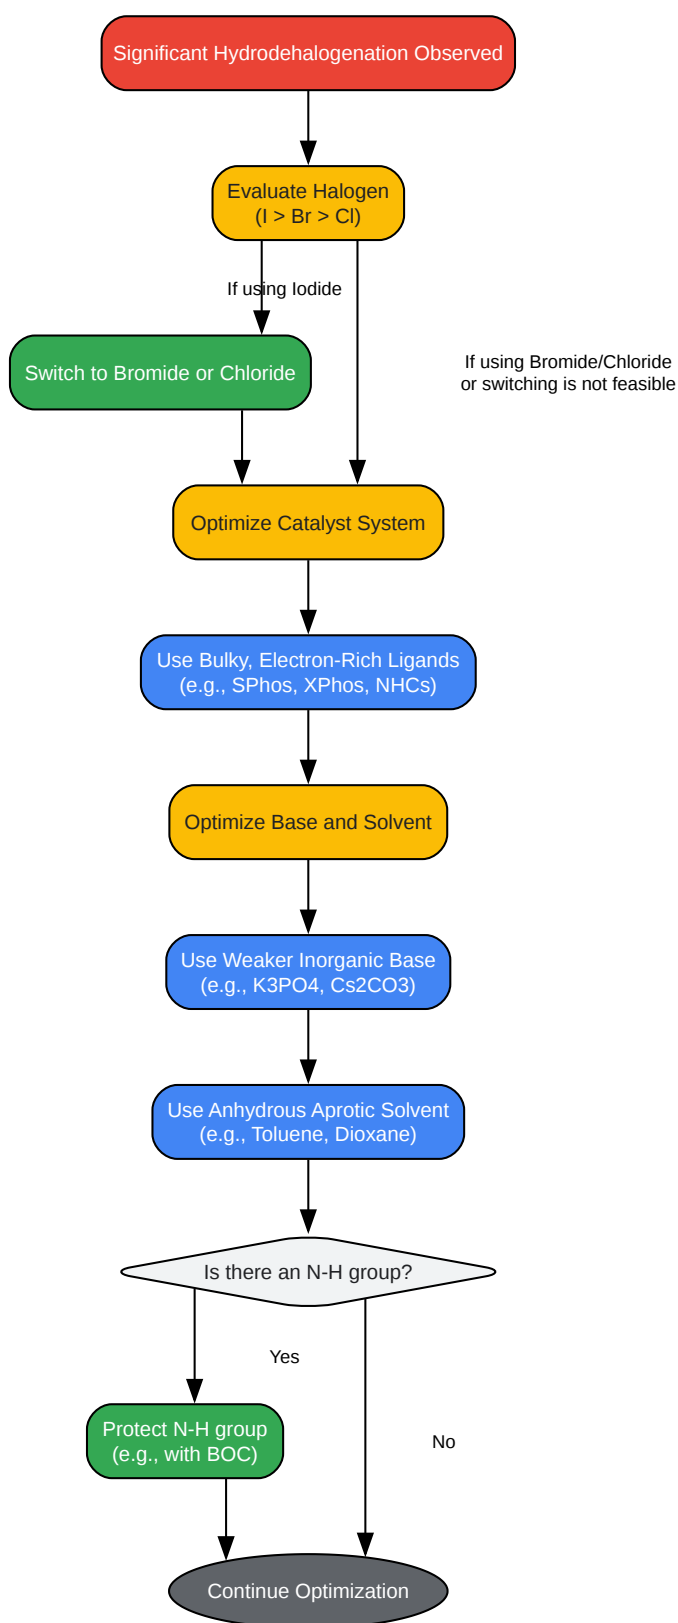 Significant Hydrodehalogenation Observed
Evaluate Halogen
(I > Br > Cl)
If using Iodide
Switch to Bromide or Chloride
If using Bromide/Chloride
or switching is not feasible
Optimize Catalyst System
Use Bulky, Electron-Rich Ligands
(e.g., SPhos, XPhos, NHCs)
Optimize Base and Solvent
Use Weaker Inorganic Base
(e.g., K3PO4, Cs2CO3)
Use Anhydrous Aprotic Solvent
(e.g., Toluene, Dioxane)
Is there an N-H group?
Yes
Protect N-H group
(e.g., with BOC)
No
Continue Optimization